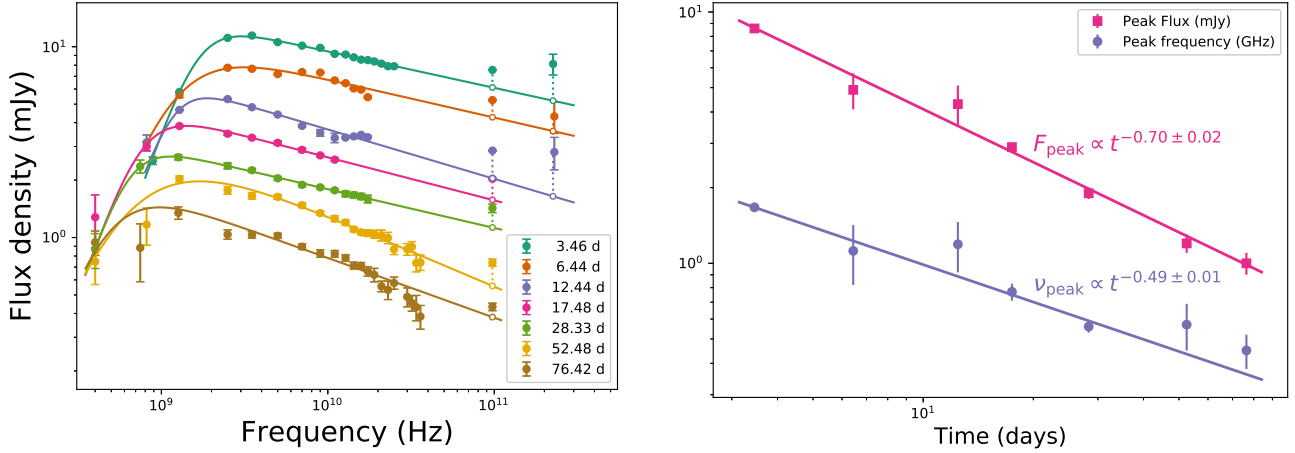 Flux density (mJy)
10¹
10⁰
10⁹
10¹⁰
10¹¹
Frequency (Hz)
3.46 d
6.44 d
12.44 d
17.48 d
28.33 d
52.48 d
76.42 d
10¹
10⁰
10¹
Time (days)
Peak Flux (mJy)
Peak frequency (GHz)
F_peak ∝ t^−0.70 ± 0.02
ν_peak ∝ t^−0.49 ± 0.01